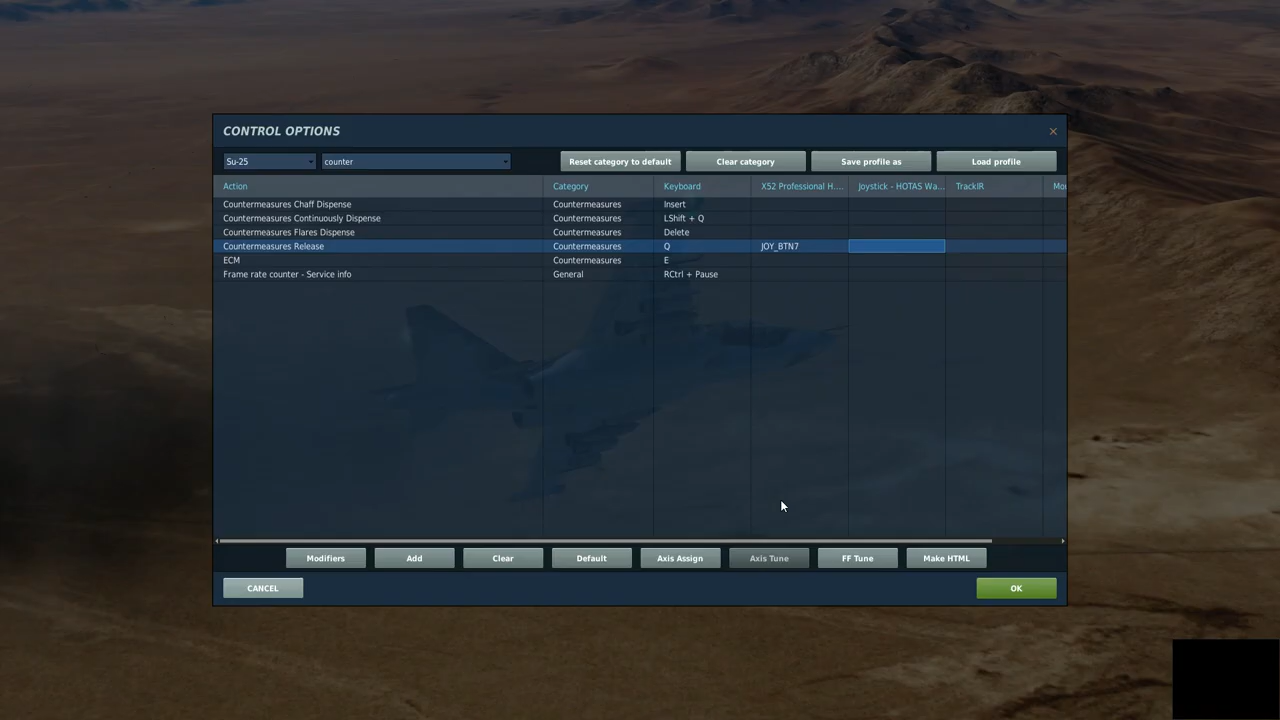 CONTROL OPTIONS
Su-25 counter Reset category to default Clear category Save profile as Load profile
Action Category Keyboard X52 Professional H.... Joystick - HOTAS Wa... TrackIR Mou
Countermeasures Chaff Dispense Countermeasures Insert
Countermeasures Continuously Dispense Countermeasures LShift + Q
Countermeasures Flares Dispense Countermeasures Delete
Countermeasures Release Countermeasures Q JOY_BTN7
ECM Countermeasures E
Frame rate counter - Service info General RCtrl + Pause
Modifiers Add Clear Default Axis Assign Axis Tune FF Tune Make HTML
CANCEL OK